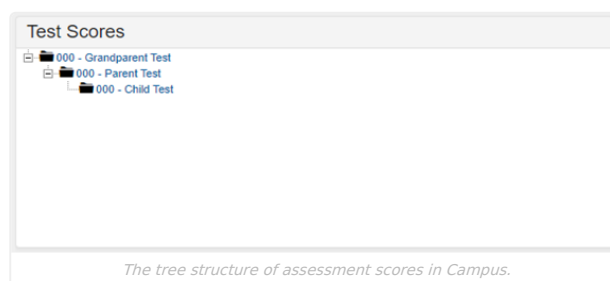 Test Scores
000 - Grandparent Test
000 - Parent Test
000 - Child Test
The tree structure of assessment scores in Campus.